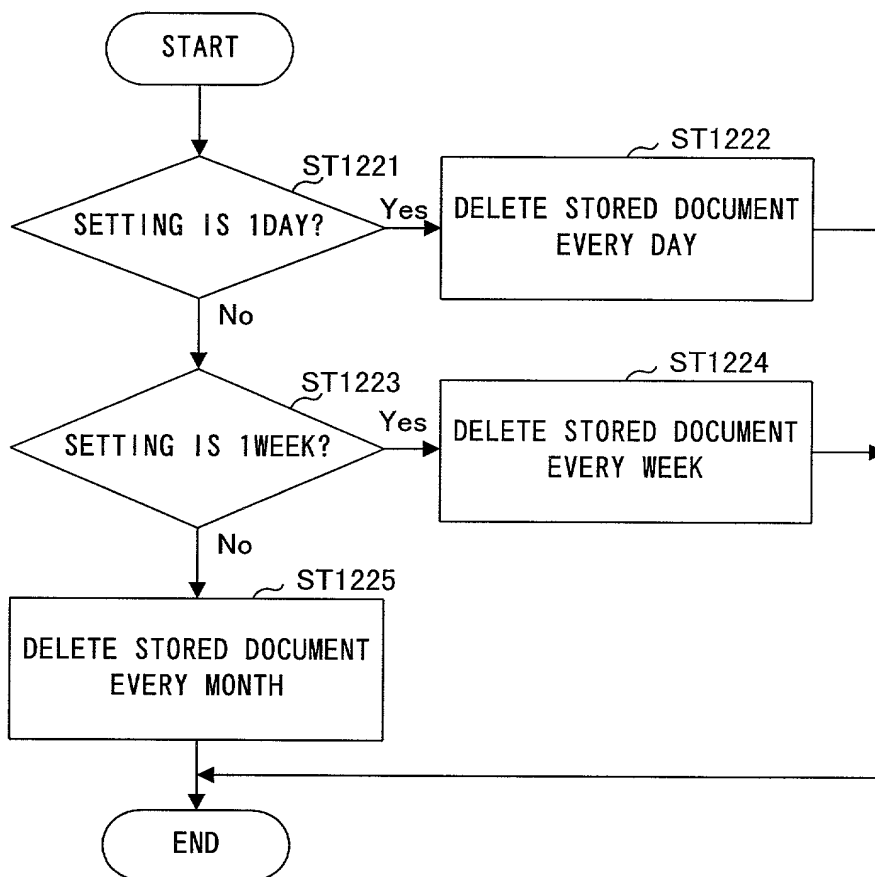 START
ST1221
SETTING IS 1DAY?
Yes
ST1222
DELETE STORED DOCUMENT
EVERY DAY
No
ST1223
SETTING IS 1WEEK?
Yes
ST1224
DELETE STORED DOCUMENT
EVERY WEEK
No
ST1225
DELETE STORED DOCUMENT
EVERY MONTH
END